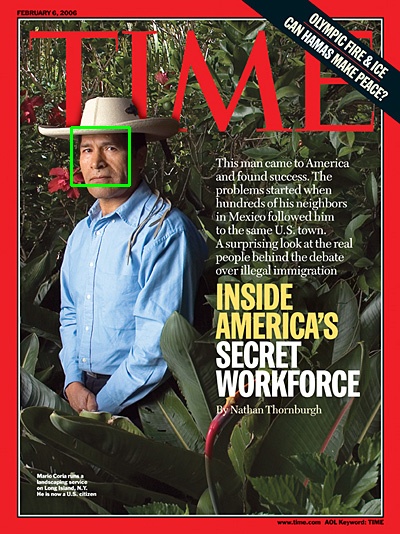 FEBRUARY 6, 2006
OLYMPIC FIRE & ICE
CAN HAMAS MAKE PEACE?
TIME
This man came to America
and found success. The
problems started when
hundreds of his neighbors
in Mexico followed him
to the same U.S. town.
A surprising look at the real
people behind the debate
over illegal immigration
INSIDE
AMERICA'S
SECRET
WORKFORCE
By Nathan Thornburgh
Mario Coria runs a
landscaping service
on Long Island, N.Y.
He is now a U.S. citizen
www.time.com AOL Keyword: TIME